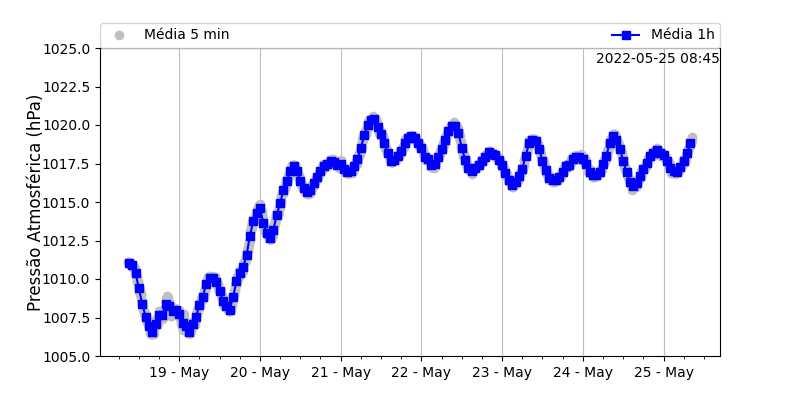 Média 5 min
Média 1h
2022-05-25 08:45
Pressão Atmosférica (hPa)
1025.0
1022.5
1020.0
1017.5
1015.0
1012.5
1010.0
1007.5
1005.0
19 - May
20 - May
21 - May
22 - May
23 - May
24 - May
25 - May